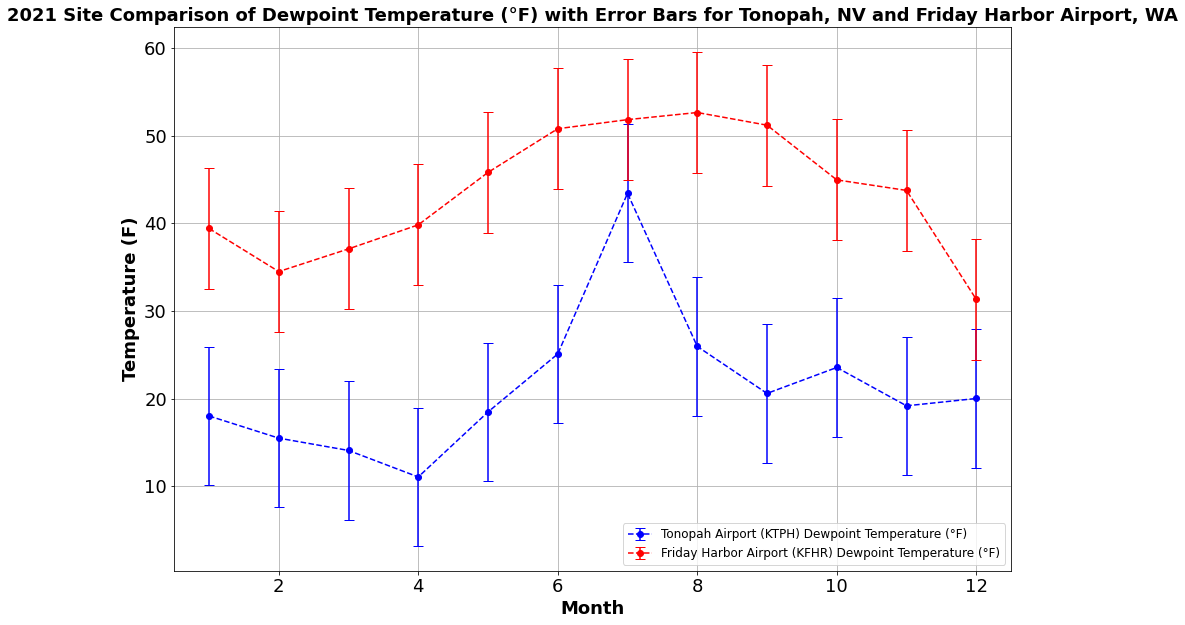 2021 Site Comparison of Dewpoint Temperature (°F) with Error Bars for Tonopah, NV and Friday Harbor Airport, WA
60
50
40
30
20
10
Temperature (F)
Tonopah Airport (KTPH) Dewpoint Temperature (°F)
Friday Harbor Airport (KFHR) Dewpoint Temperature (°F)
2 4 6 8 10 12
Month